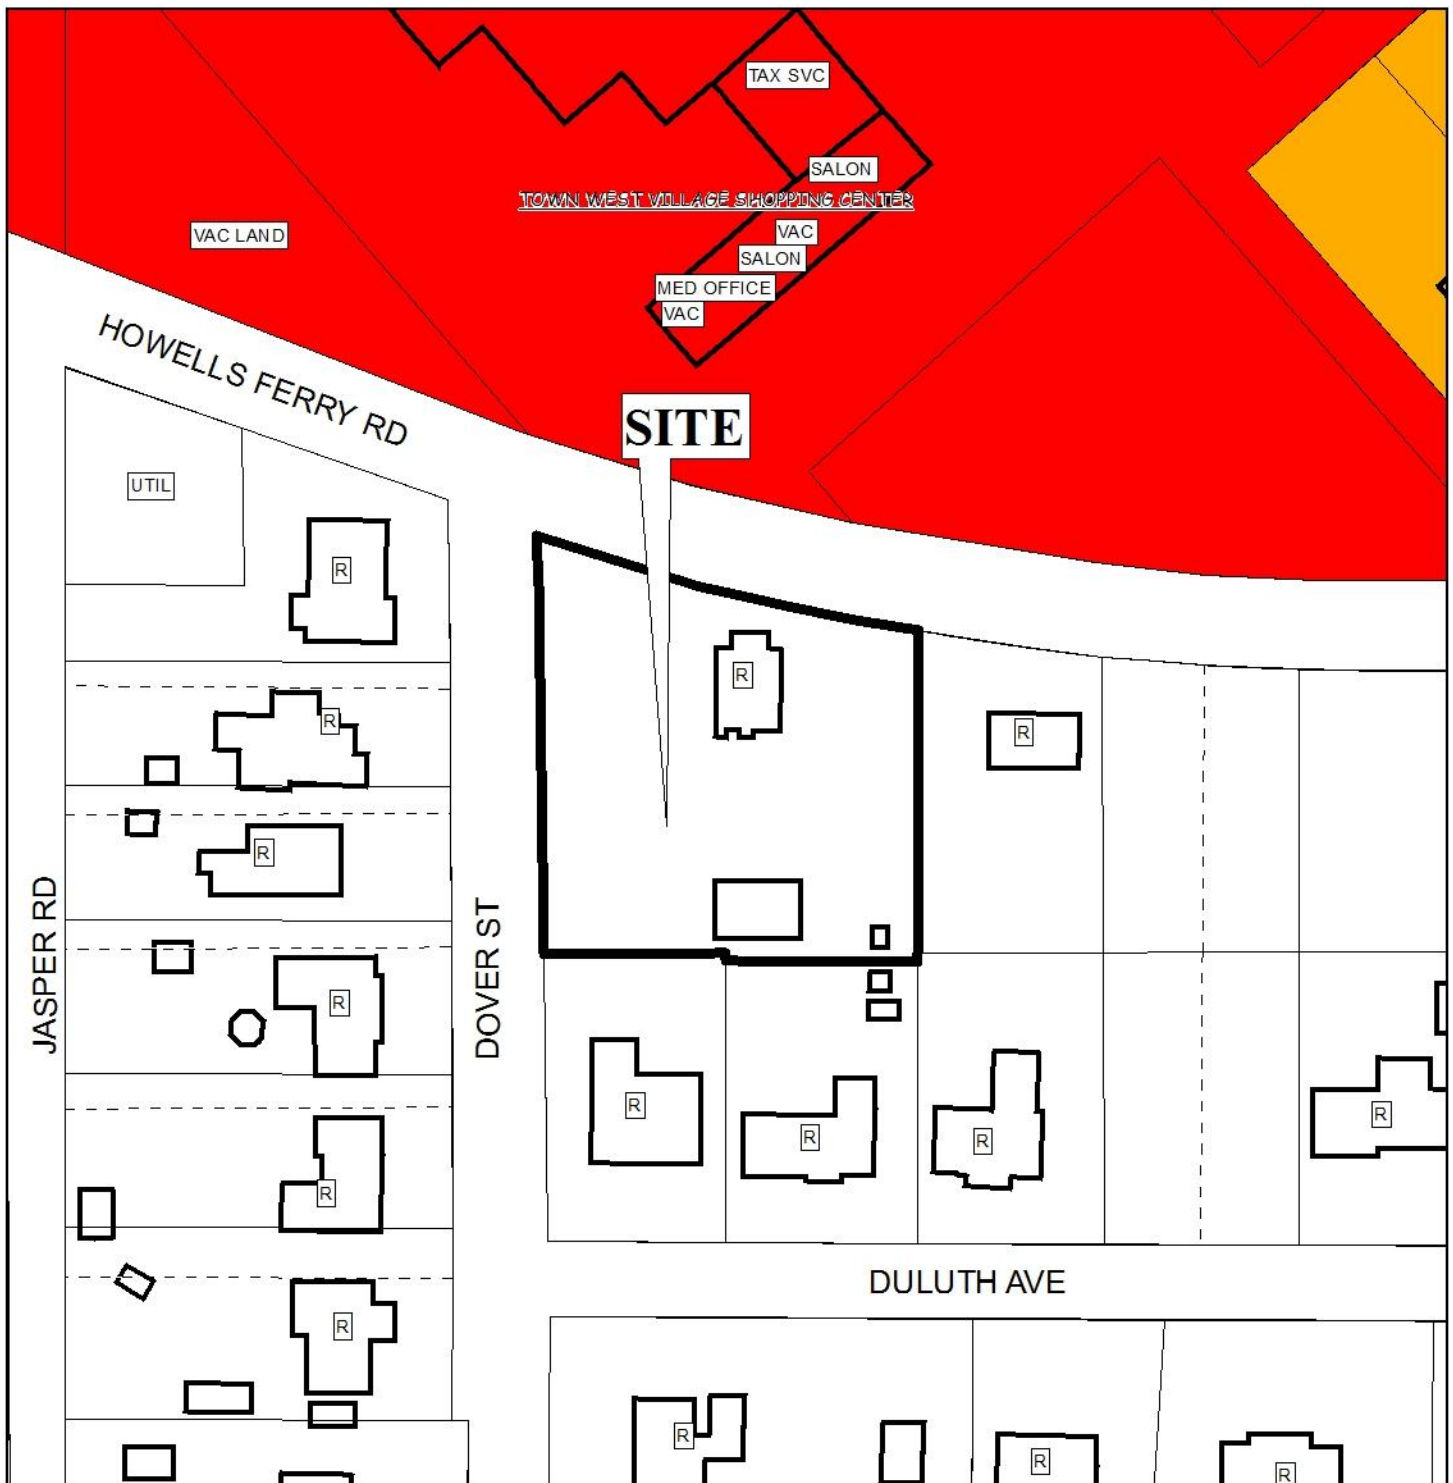 TAX SVC
SALON
TOWN WEST VILLAGE SHOPPING CENTER
VAC LAND
VAC
SALON
MED OFFICE
VAC
HOWELLS FERRY RD
SITE
UTIL
R
R
R
R
R
JASPER RD
DOVER ST
R
R
R
R
R
R
DULUTH AVE
R
R
R
R